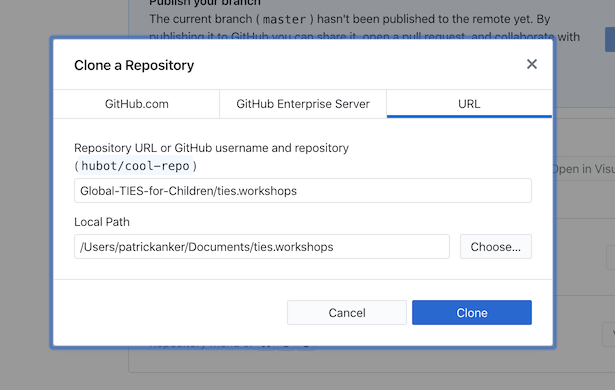 Publish your branch
The current branch (master) hasn't been published to the remote yet. By
publishing it to GitHub you can share it, open a pull request, and collaborate with
Clone a Repository
GitHub.com
GitHub Enterprise Server
URL
Repository URL or GitHub username and repository
(hubot/cool-repo)
Global-TIES-for-Children/ties.workshops
Open in Visu
Local Path
/Users/patrickanker/Documents/ties.workshops
Choose...
Cancel
Clone